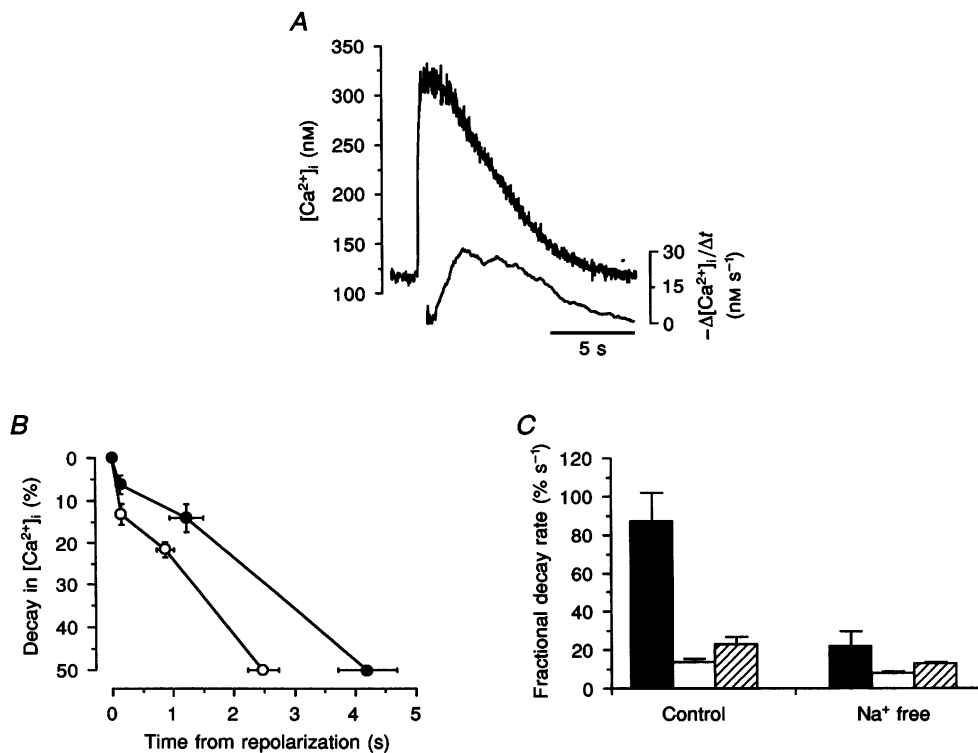 A
350
300
250
200
150
100
[Ca²⁺]ᵢ (nM)
30
15
0
−Δ[Ca²⁺]ᵢ/Δt
(nM s⁻¹)
5 s
B
0
10
20
30
40
50
Decay in [Ca²⁺]ᵢ (%)
0 1 2 3 4 5
Time from repolarization (s)
C
120
100
80
60
40
20
0
Fractional decay rate (% s⁻¹)
Control Na⁺ free